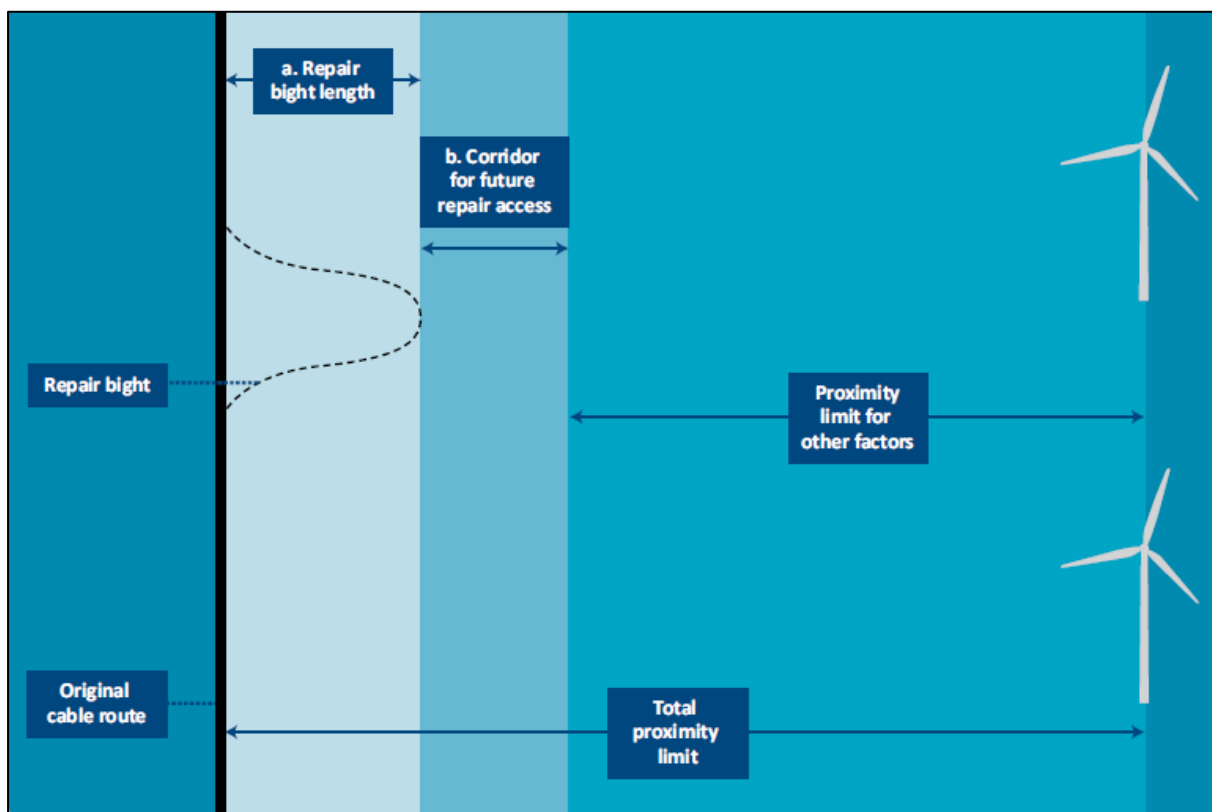 a. Repair
bight length
b. Corridor
for future
repair access
Repair bight
Proximity
limit for
other factors
Original
cable route
Total
proximity
limit